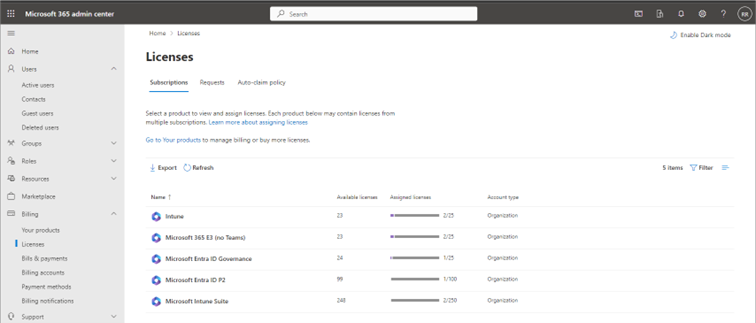 Microsoft 365 admin center
Search
RR
Home
Users
Active users
Contacts
Guest users
Deleted users
Groups
Roles
Resources
Marketplace
Billing
Your products
Licenses
Bills & payments
Billing accounts
Payment methods
Billing notifications
Support
Home > Licenses
Enable Dark mode
Licenses
Subscriptions Requests Auto-claim policy
Select a product to view and assign licenses. Each product below may contain licenses from
multiple subscriptions. Learn more about assigning licenses
Go to Your products to manage billing or buy more licenses.
Export Refresh 5 items Filter
Name ↑ Available licenses Assigned licenses Account type
Intune 23 2/25 Organization
Microsoft 365 E3 (no Teams) 23 2/25 Organization
Microsoft Entra ID Governance 24 1/25 Organization
Microsoft Entra ID P2 99 1/100 Organization
Microsoft Intune Suite 248 2/250 Organization